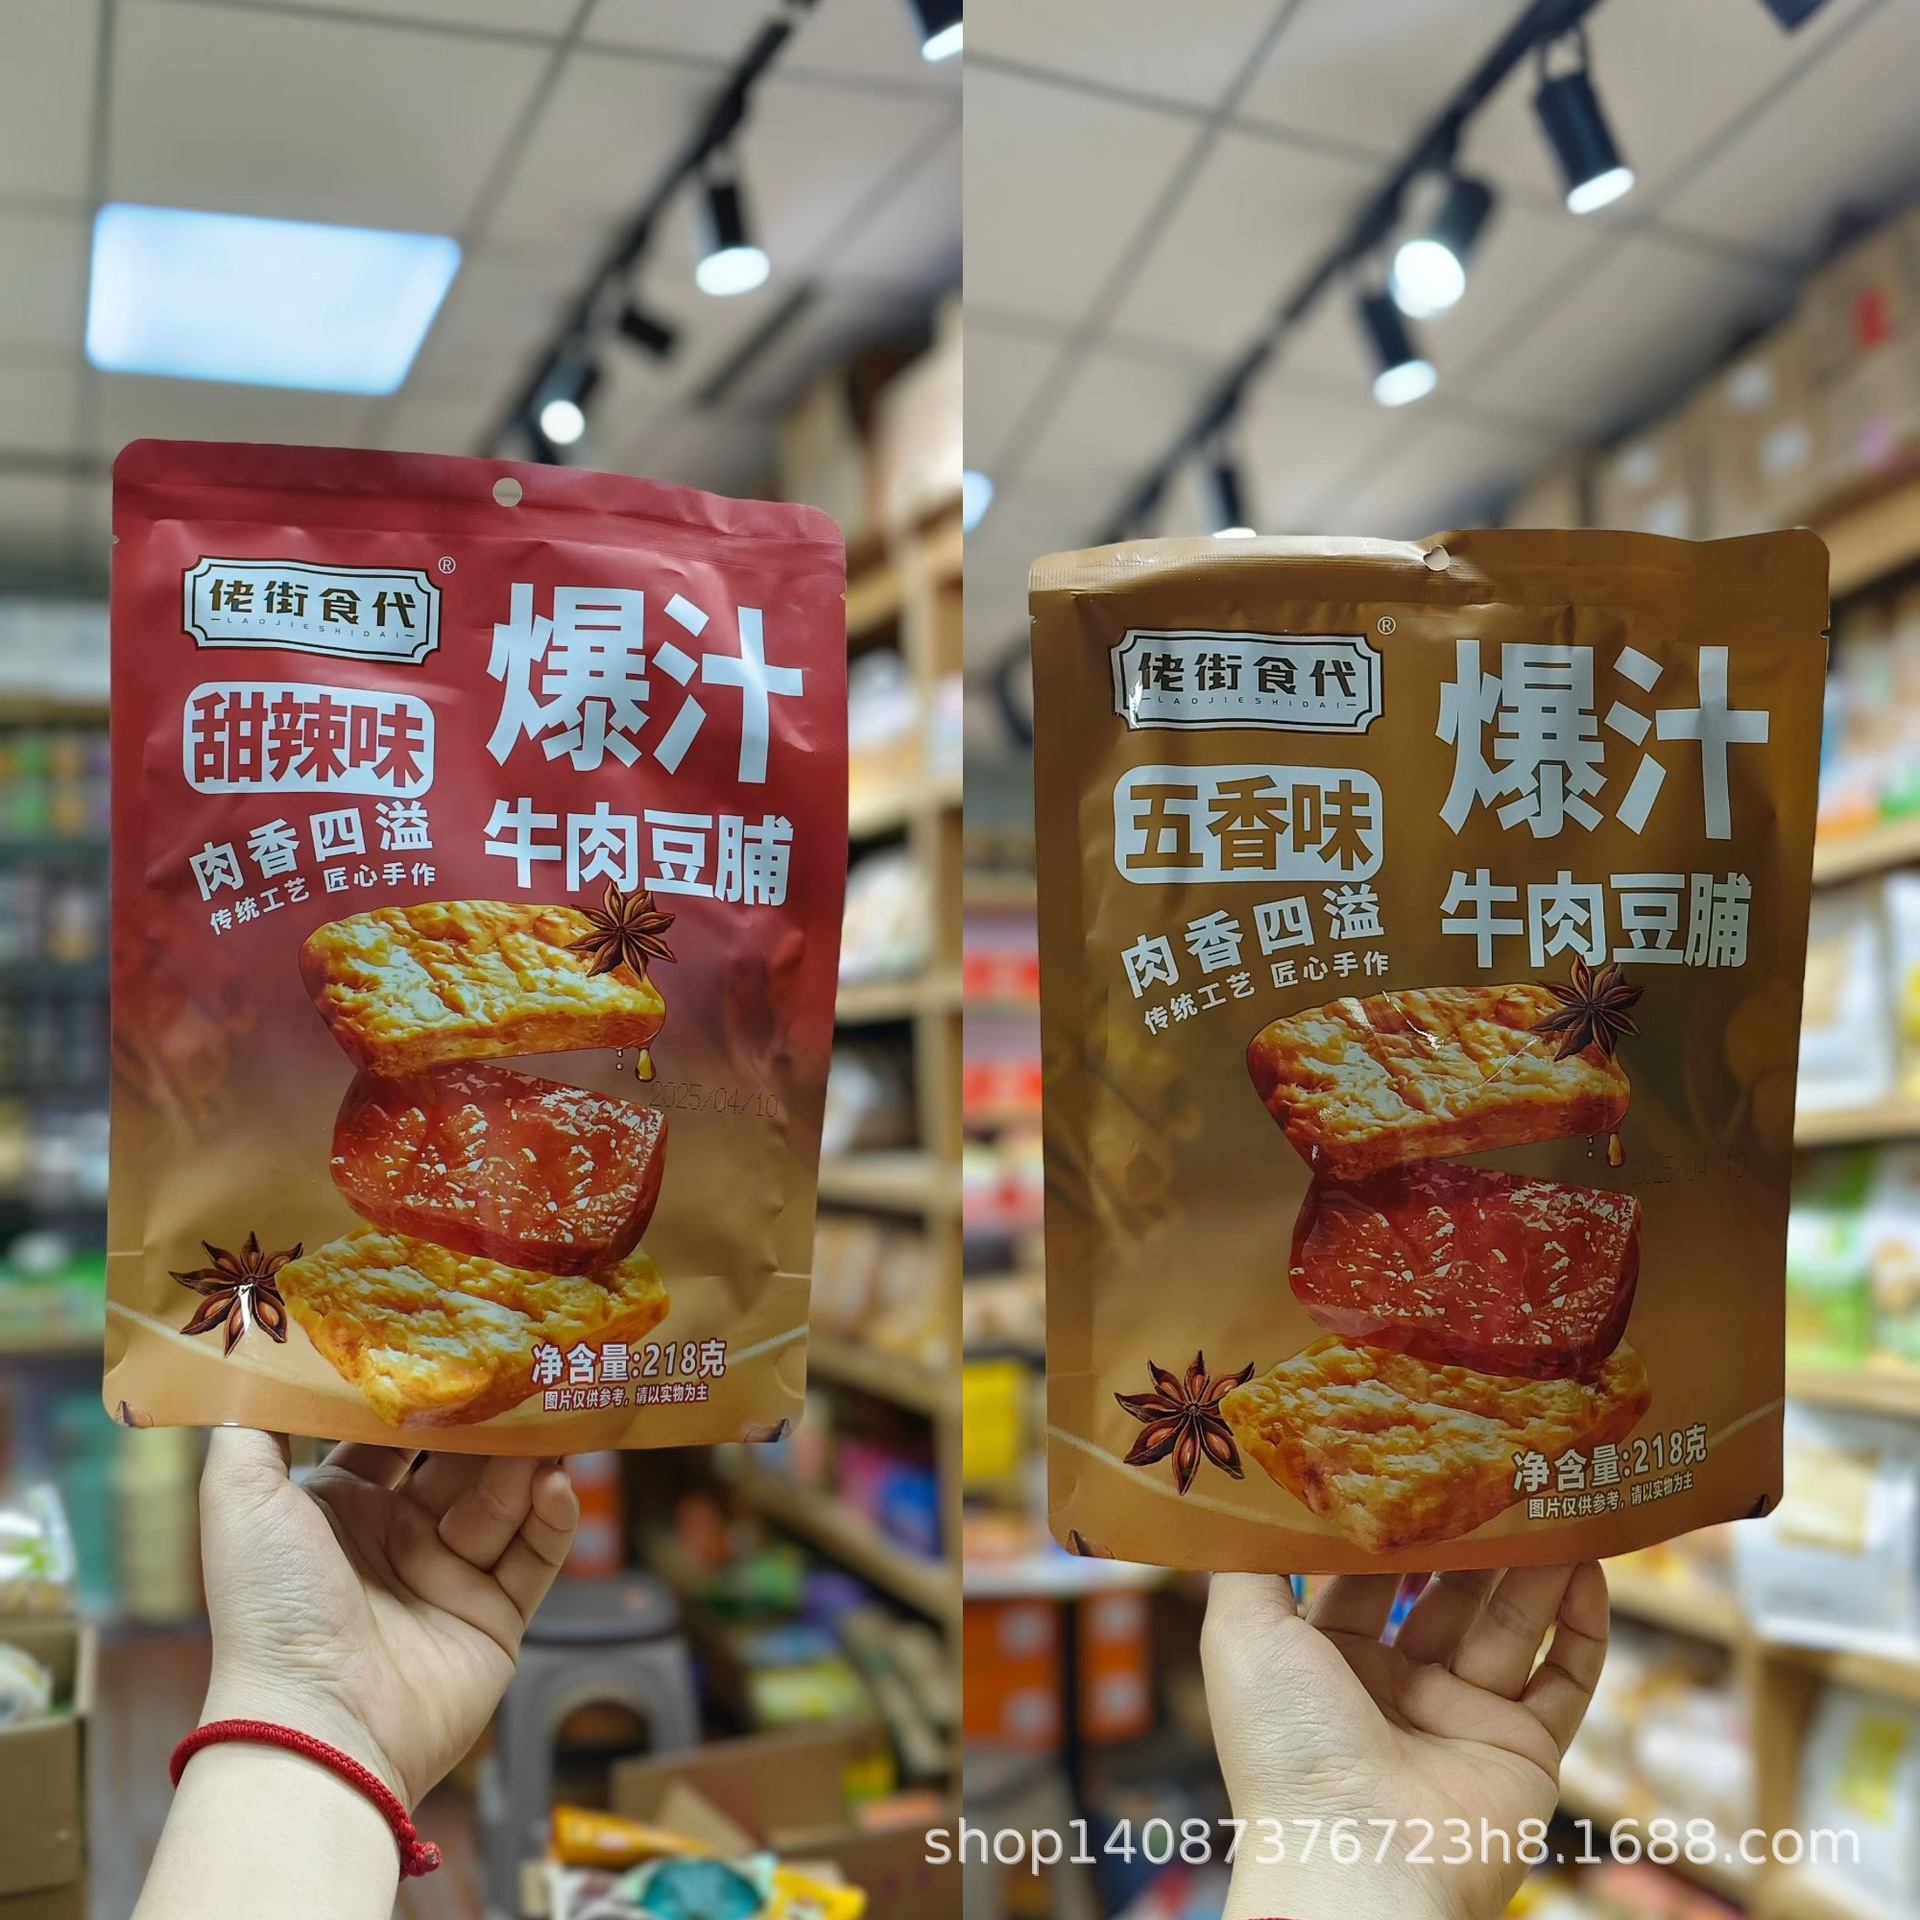 佬街食代
®
LAOJIESHIDAI
甜辣味
爆汁
牛肉豆脯
肉香四溢
传统工艺 匠心手作
2025/04/10
净含量:218克
图片仅供参考，请以实物为主
佬街食代
®
LAOJIESHIDAI
五香味
爆汁
牛肉豆脯
肉香四溢
传统工艺 匠心手作
2025/04/10
净含量:218克
图片仅供参考，请以实物为主
shop14087376723h8.1688.com